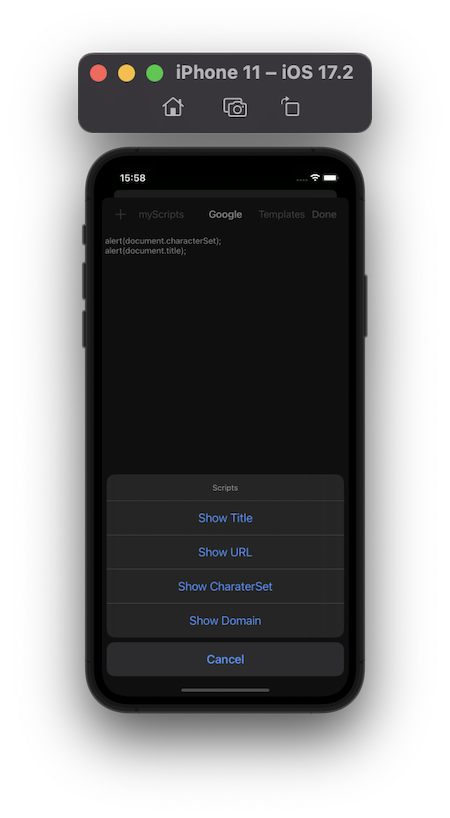 iPhone 11 – iOS 17.2
15:58
myScripts Google Templates Done
alert(document.characterSet);
alert(document.title);
Scripts
Show Title
Show URL
Show CharaterSet
Show Domain
Cancel